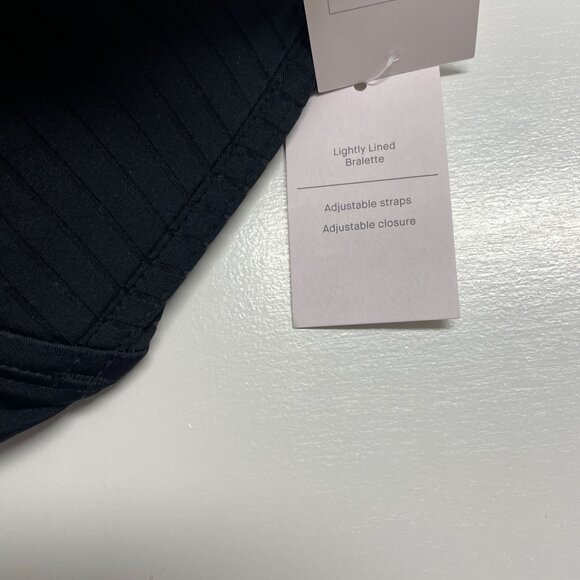 Lightly Lined
Bralette
Adjustable straps
Adjustable closure